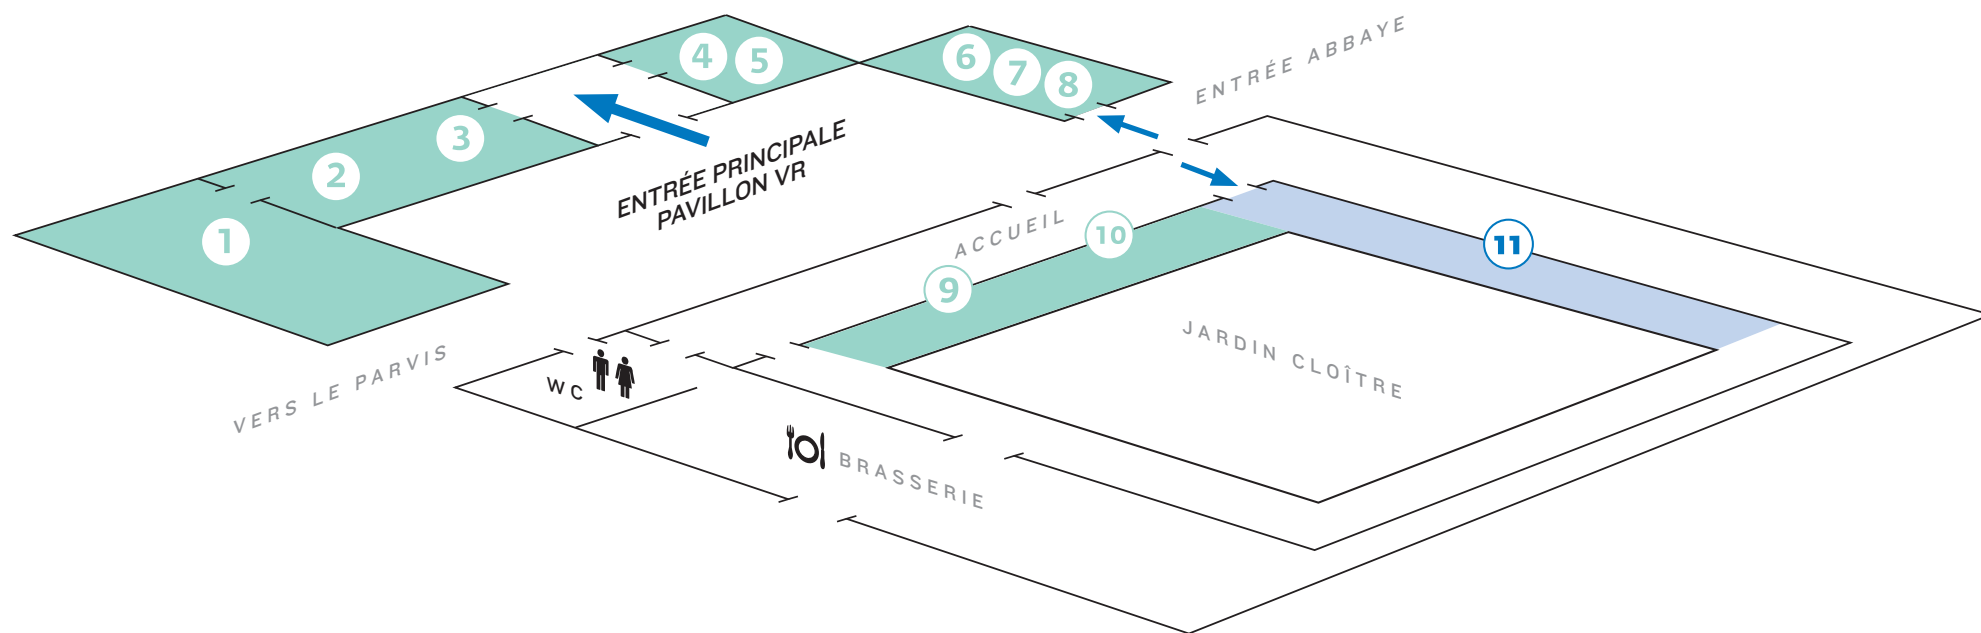 4
5
6
7
8
ENTRÉE ABBAYE
3
2
1
ENTRÉE PRINCIPALE
PAVILLON VR
ACCUEIL
10
9
11
JARDIN CLOÎTRE
VERS LE PARVIS
WC
BRASSERIE